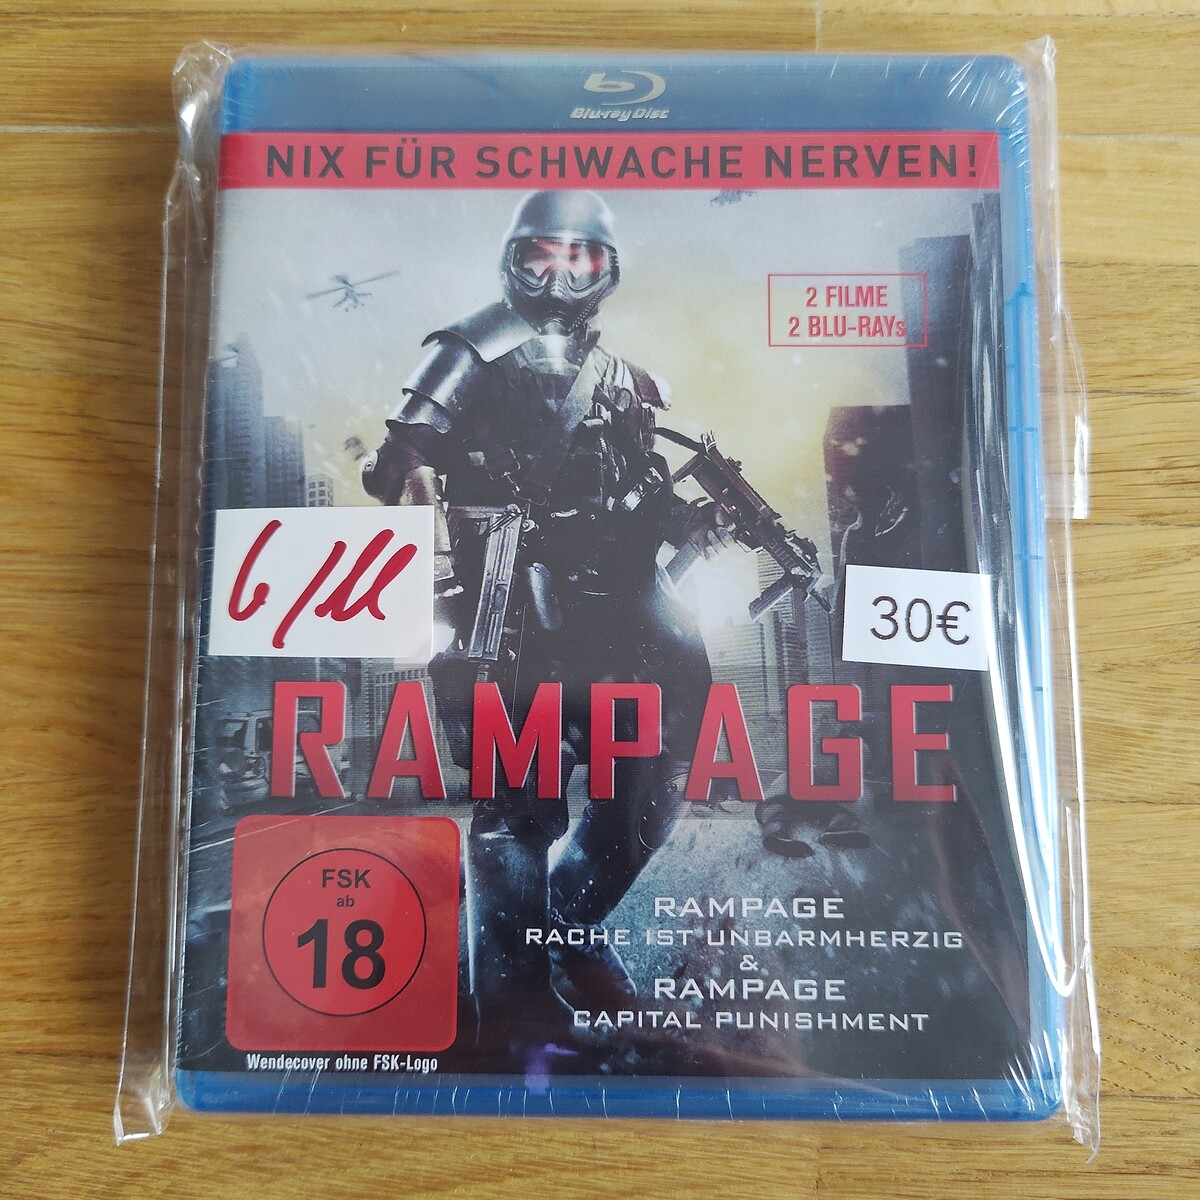 Blu-ray Disc
NIX FÜR SCHWACHE NERVEN!
2 FILME
2 BLU-RAYs
30€
RAMPAGE
FSK
ab
18
RAMPAGE
RACHE IST UNBARMHERZIG
&
RAMPAGE
CAPITAL PUNISHMENT
Wendecover ohne FSK-Logo